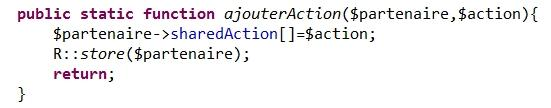 public static function ajouterAction($partenaire,$action){
$partenaire->sharedAction[]=$action;
R::store($partenaire);
return;
}